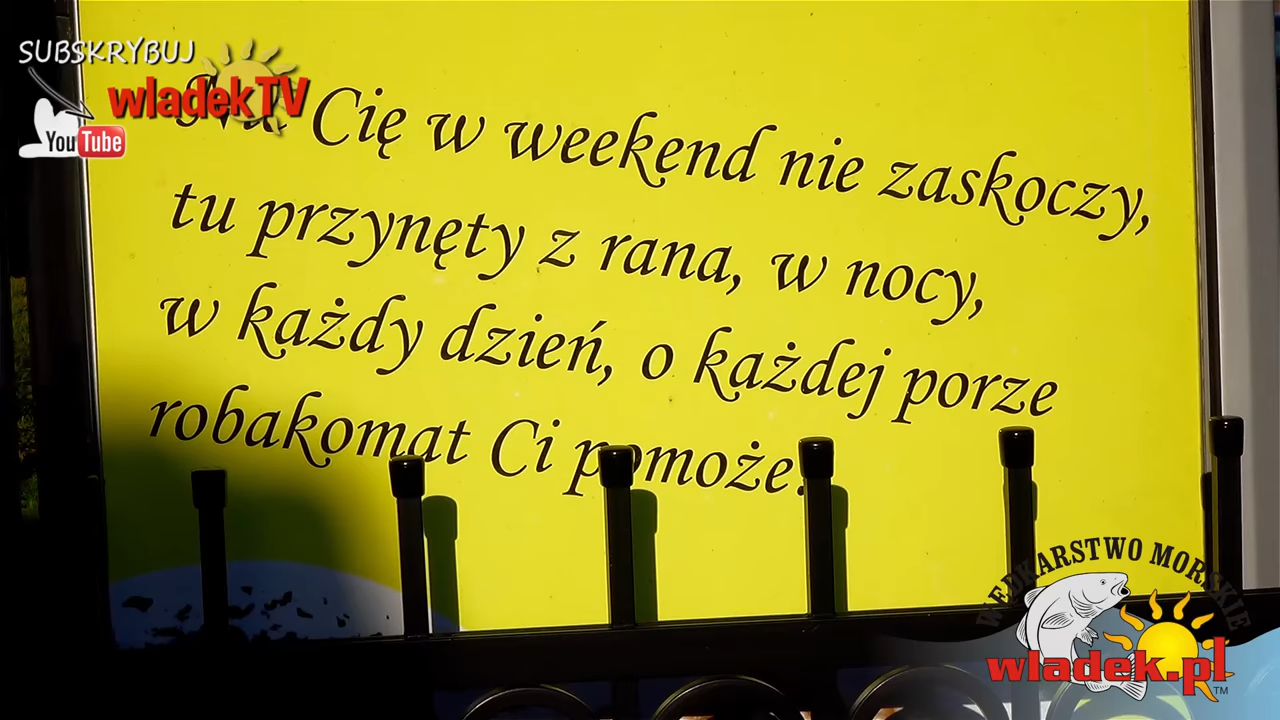 SUBSKRYBUJ
wladekTV
YouTube
Cię w weekend nie zaskoczy,
tu przynęty z rana, w nocy,
w każdy dzień, o każdej porze
robakomat Ci pomoże.
WĘDKARSTWO MORSKIE
wladek.pl
TM